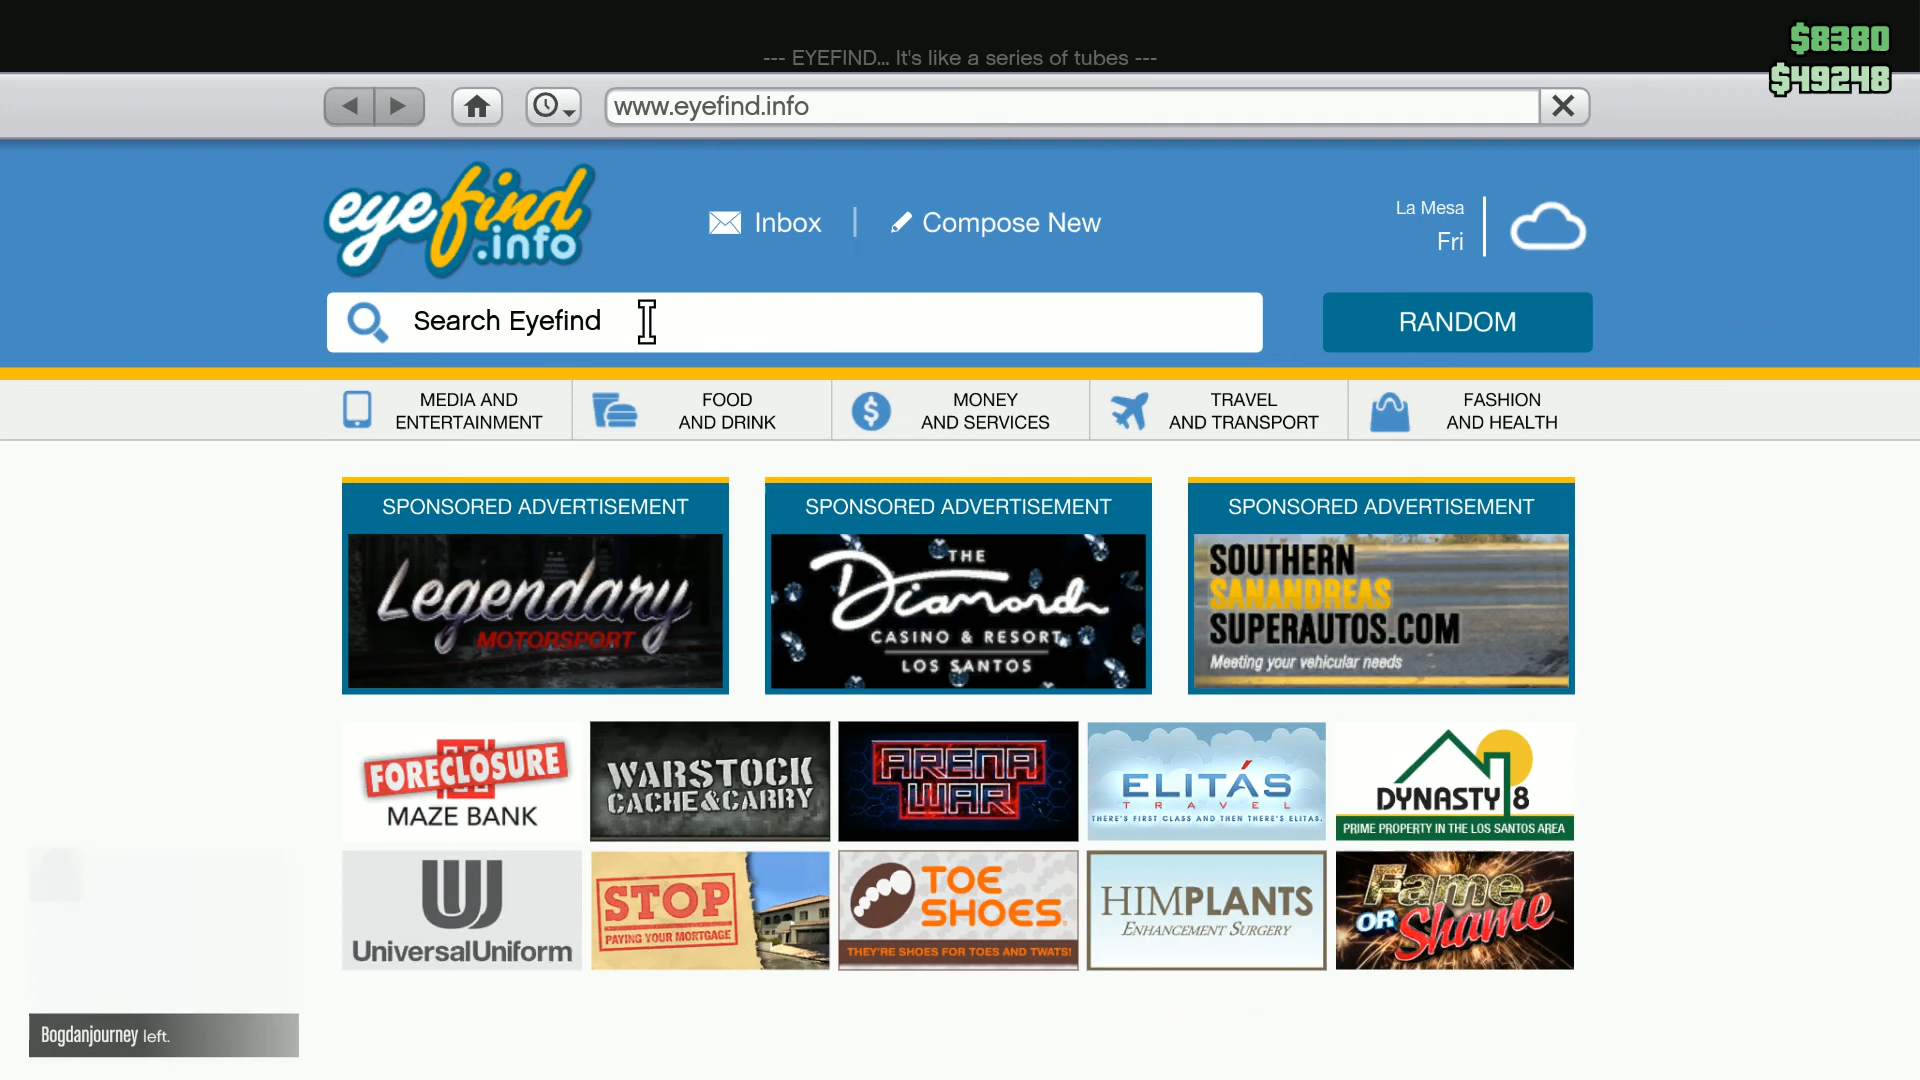 $8380
--- EYEFIND... It's like a series of tubes ---
$49248
www.eyefind.info
eyefind
.info
Inbox
Compose New
La Mesa
Fri
Search Eyefind
RANDOM
MEDIA AND
ENTERTAINMENT
FOOD
AND DRINK
MONEY
AND SERVICES
TRAVEL
AND TRANSPORT
FASHION
AND HEALTH
SPONSORED ADVERTISEMENT
Legendary
MOTORSPORT
SPONSORED ADVERTISEMENT
THE
Diamond
CASINO & RESORT
LOS SANTOS
SPONSORED ADVERTISEMENT
SOUTHERN
SANANDREAS
SUPERAUTOS.COM
Meeting your vehicular needs
FORECLOSURE
MAZE BANK
WARSTOCK
CACHE&CARRY
ARENA
WAR
ELITÁS
TRAVEL
THERE'S FIRST CLASS AND THEN THERE'S ELITAS.
DYNASTY 8
PRIME PROPERTY IN THE LOS SANTOS AREA
UniversalUniform
STOP
PAYING YOUR MORTGAGE
TOE
SHOES
THEY'RE SHOES FOR TOES AND TWATS!
HIMPLANTS
ENHANCEMENT SURGERY
Fame
OR Shame
Bogdanjourney left.